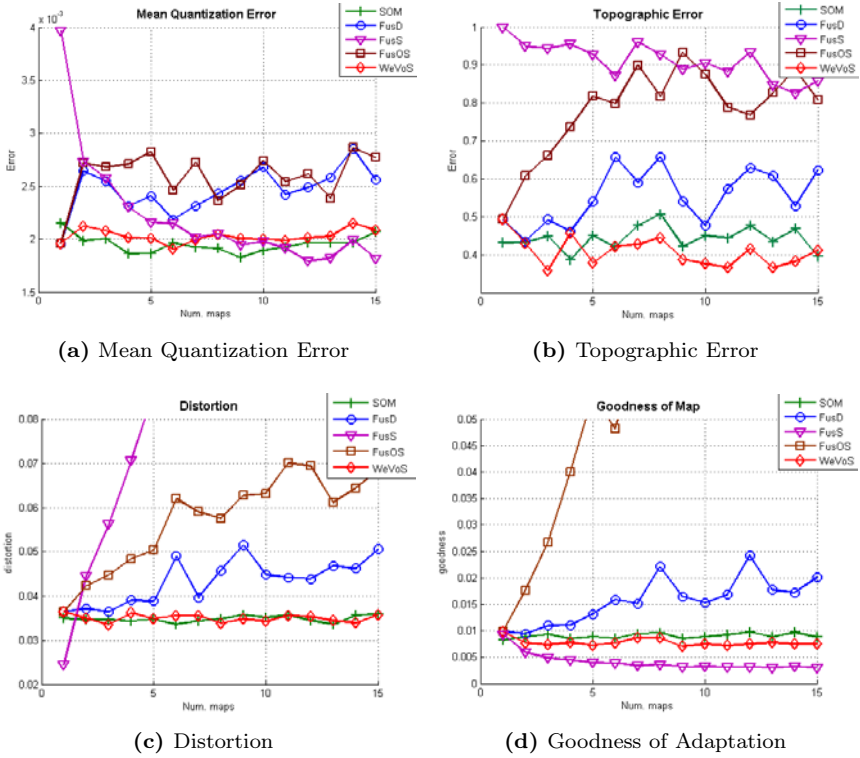 Mean Quantization Error
x 10⁻³
4
3.5
3
2.5
2
1.5
Error
0
5
10
15
Num. maps
SOM
FusD
FusS
FusOS
WeVoS
(a) Mean Quantization Error
Topographic Error
1
0.9
0.8
0.7
0.6
0.5
0.4
Error
0
5
10
15
Num. maps
SOM
FusD
FusS
FusOS
WeVoS
(b) Topographic Error
Distortion
0.08
0.07
0.06
0.05
0.04
0.03
0.02
distortion
0
5
10
15
Num. maps
SOM
FusD
FusS
FusOS
WeVoS
(c) Distortion
Goodness of Map
0.05
0.045
0.04
0.035
0.03
0.025
0.02
0.015
0.01
0.005
0
goodness
0
5
10
15
Num. maps
SOM
FusD
FusS
FusOS
WeVoS
(d) Goodness of Adaptation